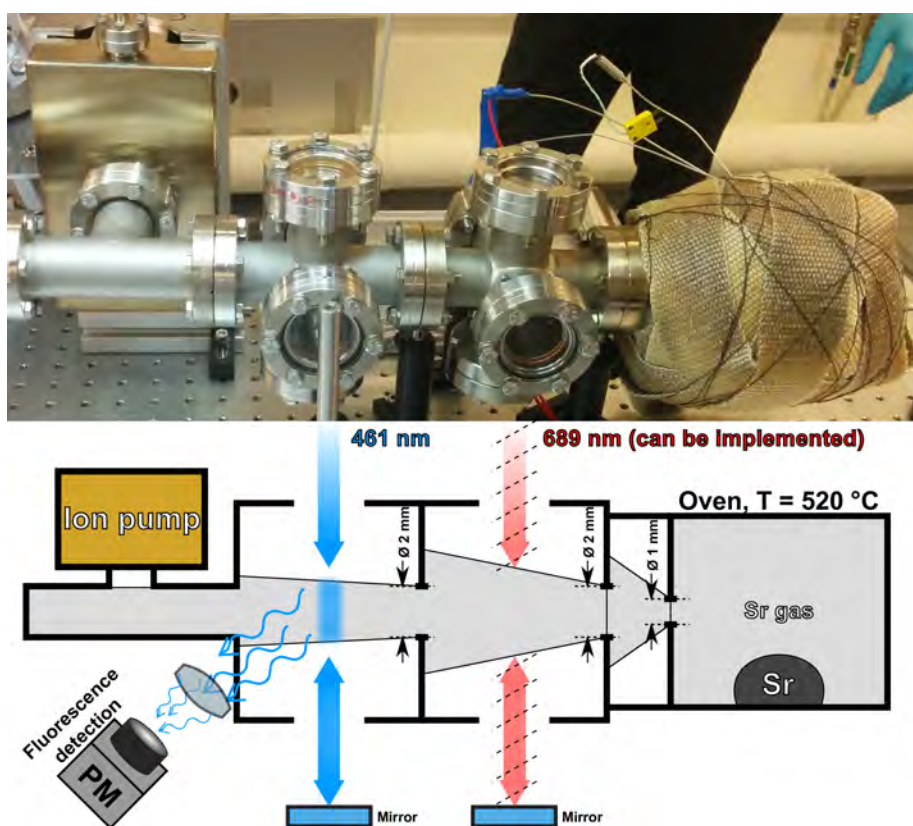 461 nm
689 nm (can be implemented)
Ion pump
Oven, T = 520 °C
Ø 2 mm
Ø 2 mm
Ø 1 mm
Sr gas
Sr
Fluorescence
detection
PM
Mirror
Mirror